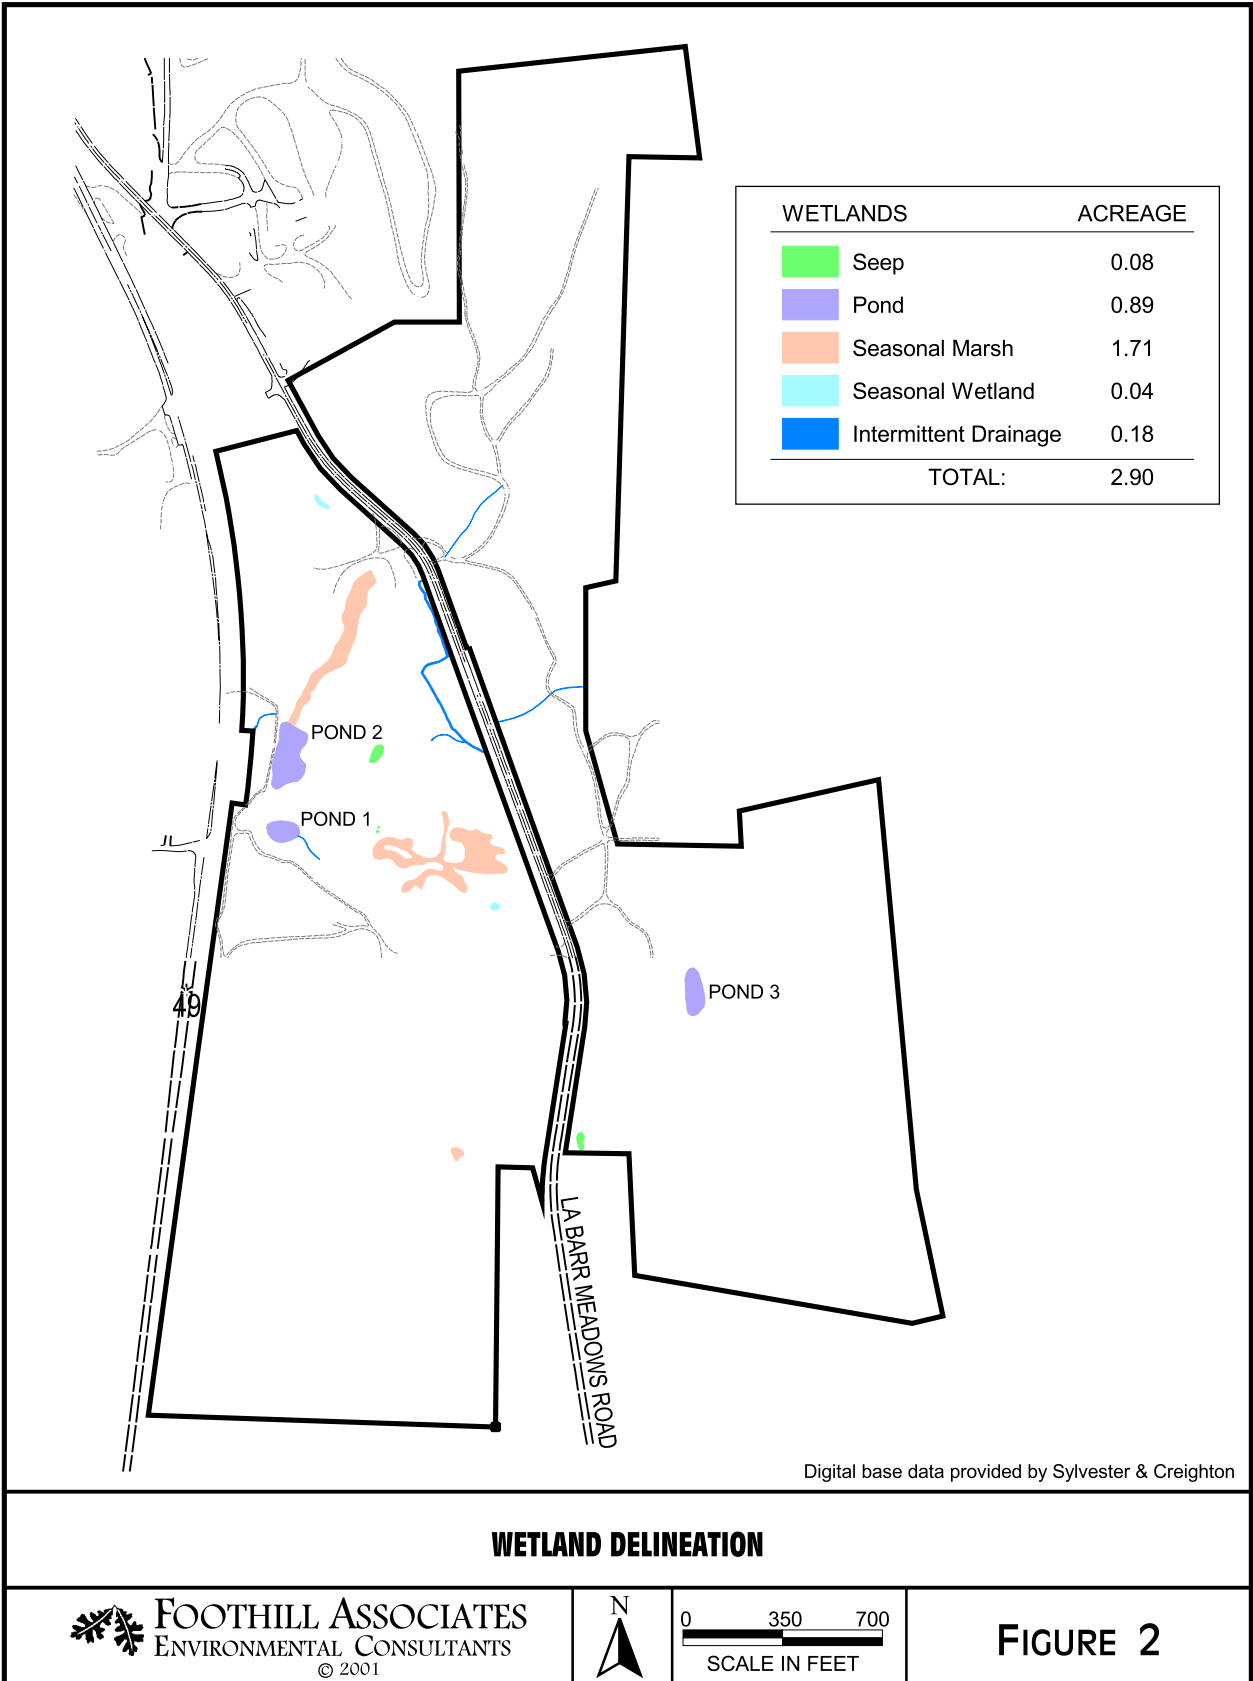 WETLANDS ACREAGE
Seep 0.08
Pond 0.89
Seasonal Marsh 1.71
Seasonal Wetland 0.04
Intermittent Drainage 0.18
TOTAL: 2.90
POND 2
POND 1
49
POND 3
LA BARR MEADOWS ROAD
Digital base data provided by Sylvester & Creighton
WETLAND DELINEATION
FOOTHILL ASSOCIATES
ENVIRONMENTAL CONSULTANTS
© 2001
N
0 350 700
SCALE IN FEET
FIGURE 2